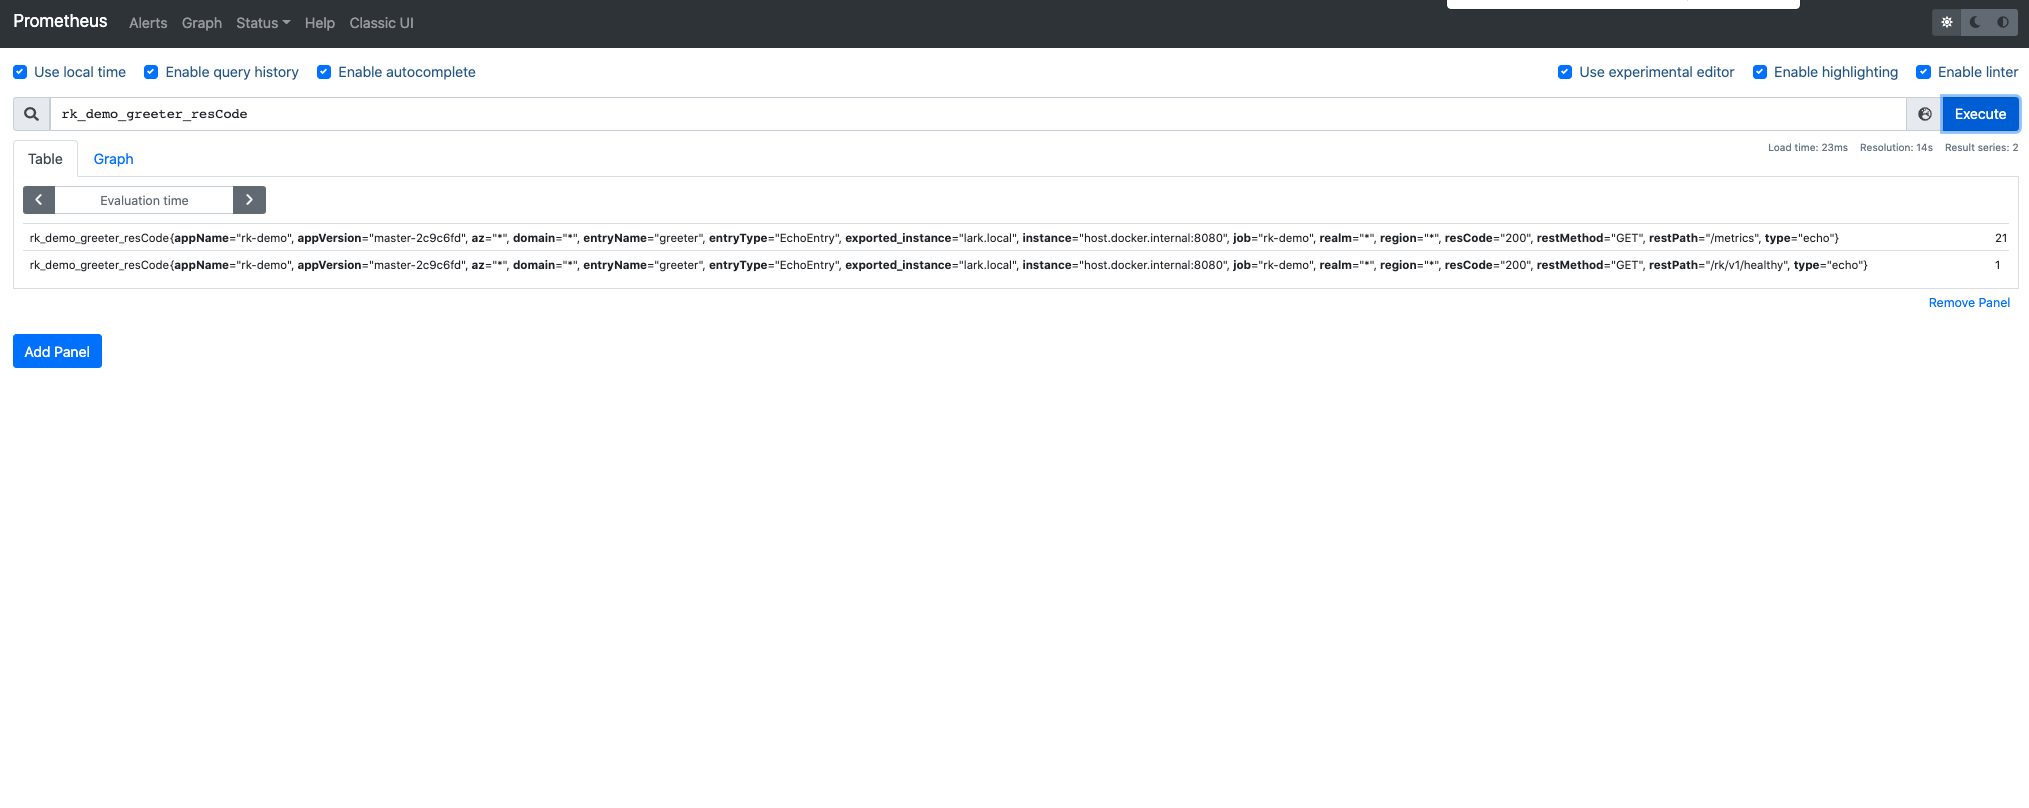 Prometheus Alerts Graph Status Help Classic UI
Use local time Enable query history Enable autocomplete Use experimental editor Enable highlighting Enable linter
rk_demo_greeter_resCode Execute
Table Graph Load time: 23ms Resolution: 14s Result series: 2
Evaluation time
rk_demo_greeter_resCode{appName="rk-demo", appVersion="master-2c9c6fd", az="*", domain="*", entryName="greeter", entryType="EchoEntry", exported_instance="lark.local", instance="host.docker.internal:8080", job="rk-demo", realm="*", region="*", resCode="200", restMethod="GET", restPath="/metrics", type="echo"} 21
rk_demo_greeter_resCode{appName="rk-demo", appVersion="master-2c9c6fd", az="*", domain="*", entryName="greeter", entryType="EchoEntry", exported_instance="lark.local", instance="host.docker.internal:8080", job="rk-demo", realm="*", region="*", resCode="200", restMethod="GET", restPath="/rk/v1/healthy", type="echo"} 1
Remove Panel
Add Panel